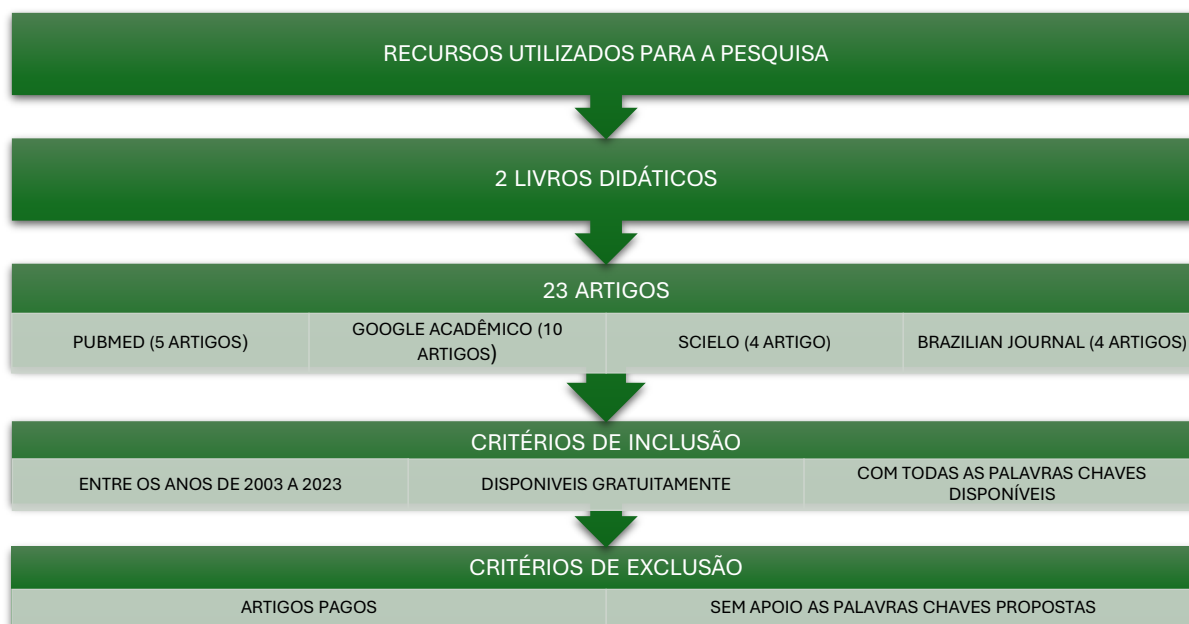 RECURSOS UTILIZADOS PARA A PESQUISA
2 LIVROS DIDÁTICOS
23 ARTIGOS
PUBMED (5 ARTIGOS)
GOOGLE ACADÊMICO (10
ARTIGOS)
SCIELO (4 ARTIGO)
BRAZILIAN JOURNAL (4 ARTIGOS)
CRITÉRIOS DE INCLUSÃO
ENTRE OS ANOS DE 2003 A 2023
DISPONIVEIS GRATUITAMENTE
COM TODAS AS PALAVRAS CHAVES
DISPONÍVEIS
CRITÉRIOS DE EXCLUSÃO
ARTIGOS PAGOS
SEM APOIO AS PALAVRAS CHAVES PROPOSTAS